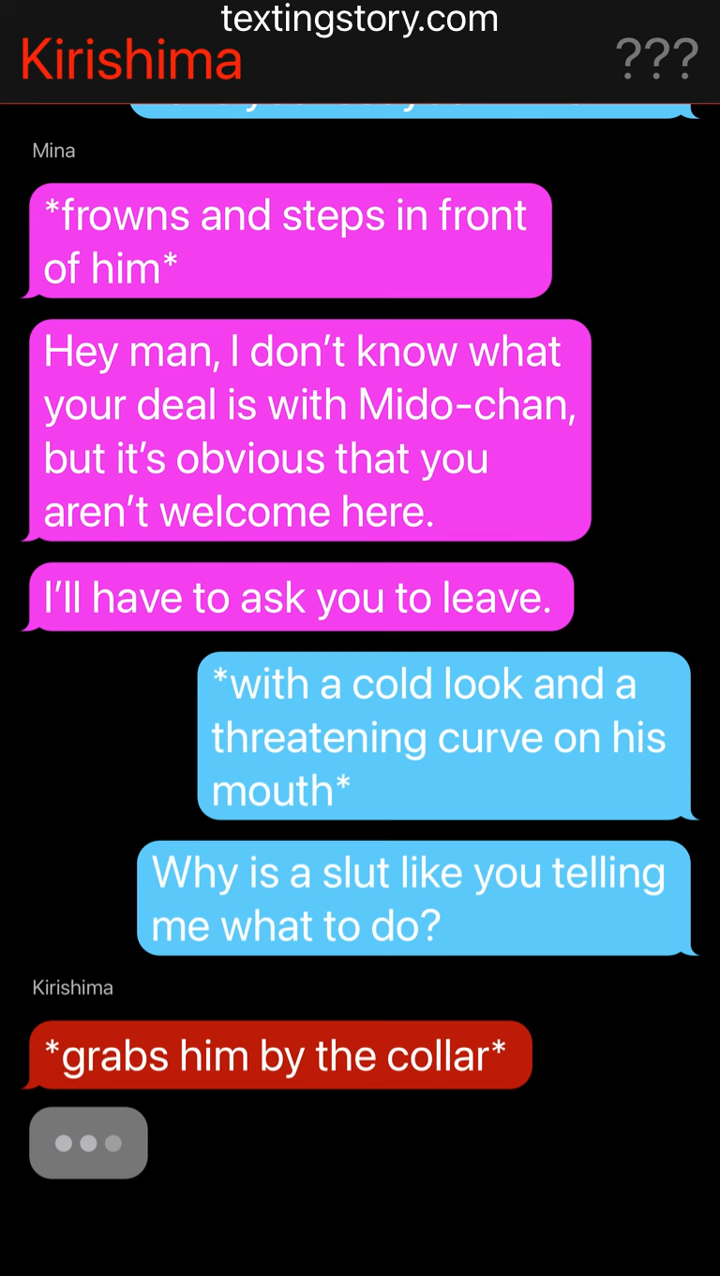 textingstory.com
Kirishima
???
Mina
*frowns and steps in front
of him*
Hey man, I don’t know what
your deal is with Mido-chan,
but it’s obvious that you
aren’t welcome here.
I’ll have to ask you to leave.
*with a cold look and a
threatening curve on his
mouth*
Why is a slut like you telling
me what to do?
Kirishima
*grabs him by the collar*